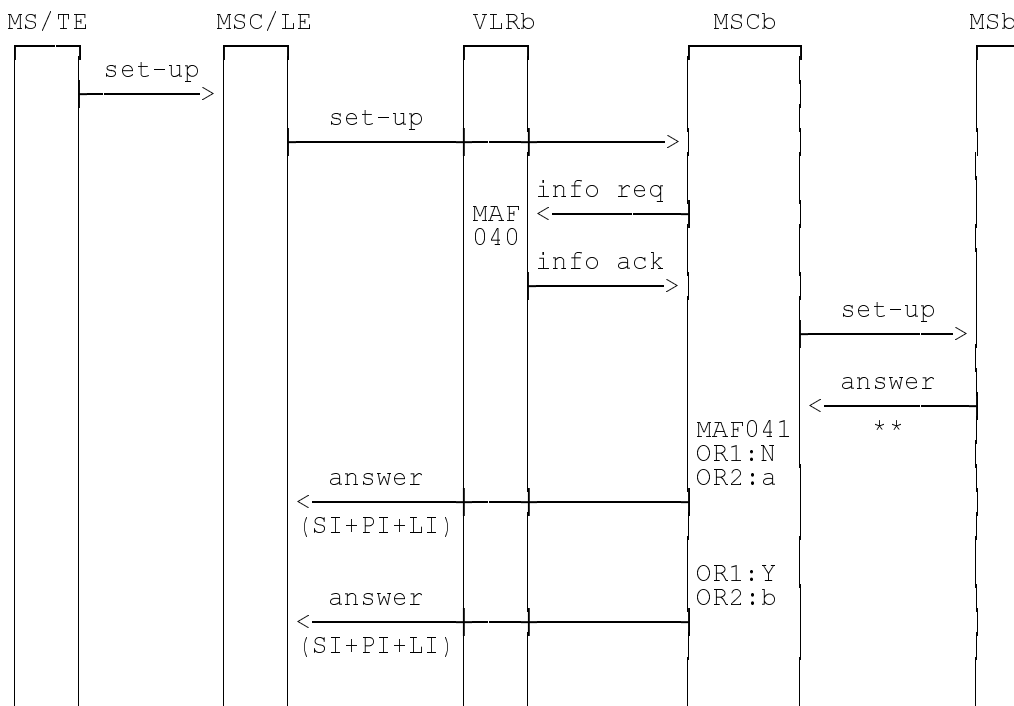 MS/TE MSC/LE VLRb MSCb MSb
set-up
set-up
info req
MAF
040
info ack
set-up
answer
**
MAF041
OR1:N
OR2:a
answer
(SI+PI+LI)
OR1:Y
OR2:b
answer
(SI+PI+LI)